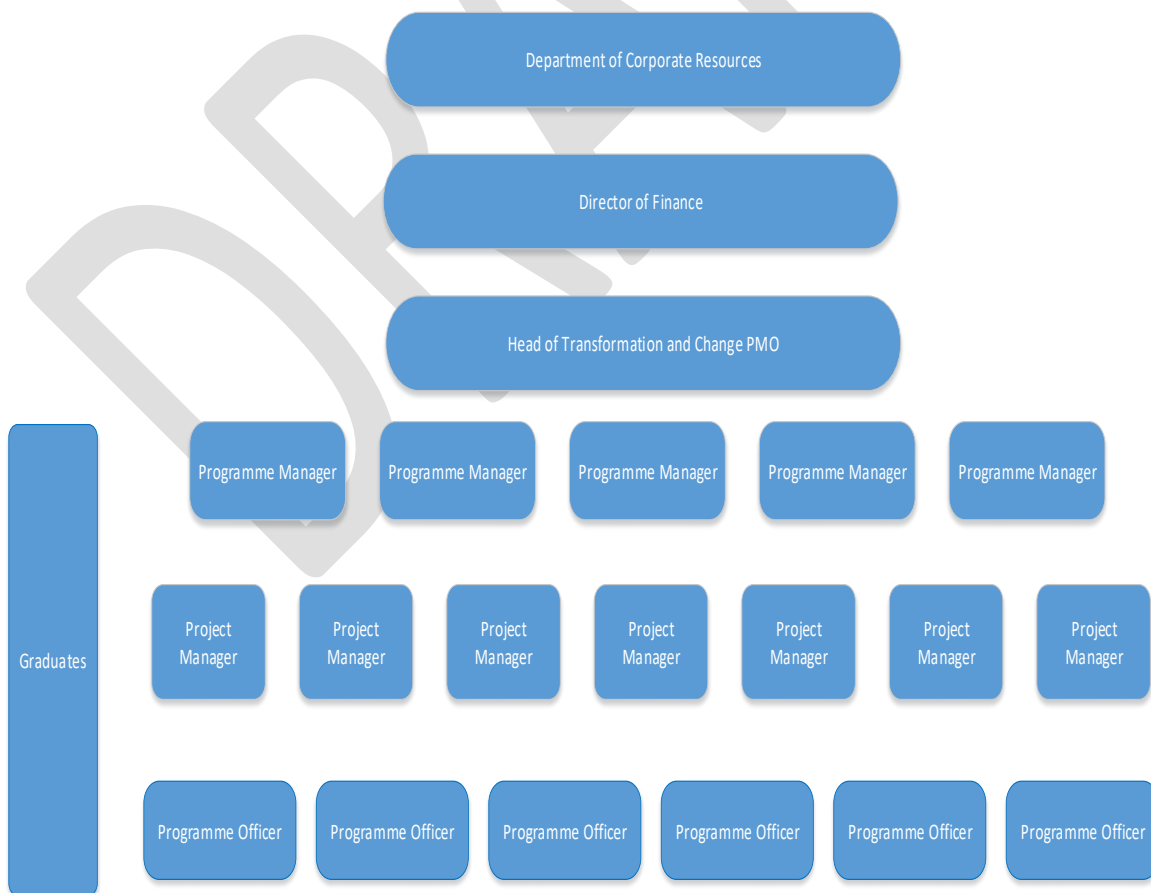 Department of Corporate Resources
Director of Finance
Head of Transformation and Change PMO
Programme Manager
Programme Manager
Programme Manager
Programme Manager
Programme Manager
Graduates
Project
Manager
Project
Manager
Project
Manager
Project
Manager
Project
Manager
Project
Manager
Project
Manager
Programme Officer
Programme Officer
Programme Officer
Programme Officer
Programme Officer
Programme Officer